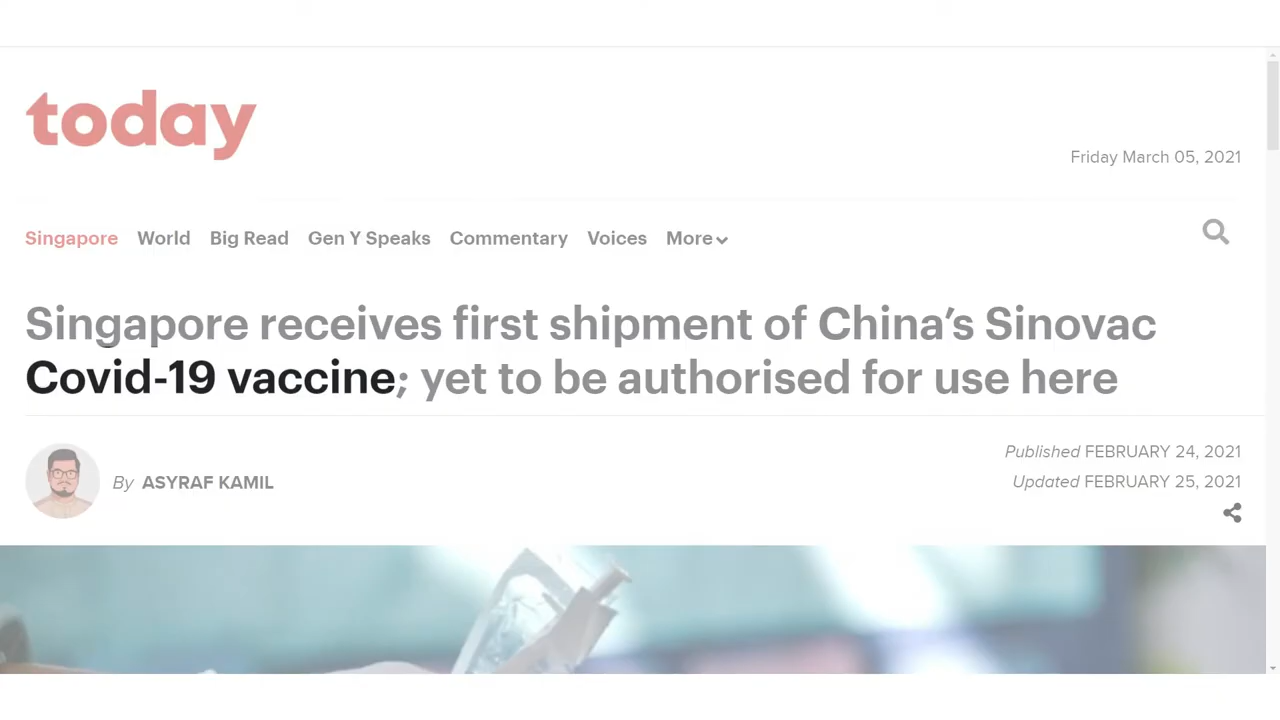 today
Friday March 05, 2021
Singapore World Big Read Gen Y Speaks Commentary Voices More
Singapore receives first shipment of China’s Sinovac
Covid-19 vaccine; yet to be authorised for use here
By ASYRAF KAMIL
Published FEBRUARY 24, 2021
Updated FEBRUARY 25, 2021